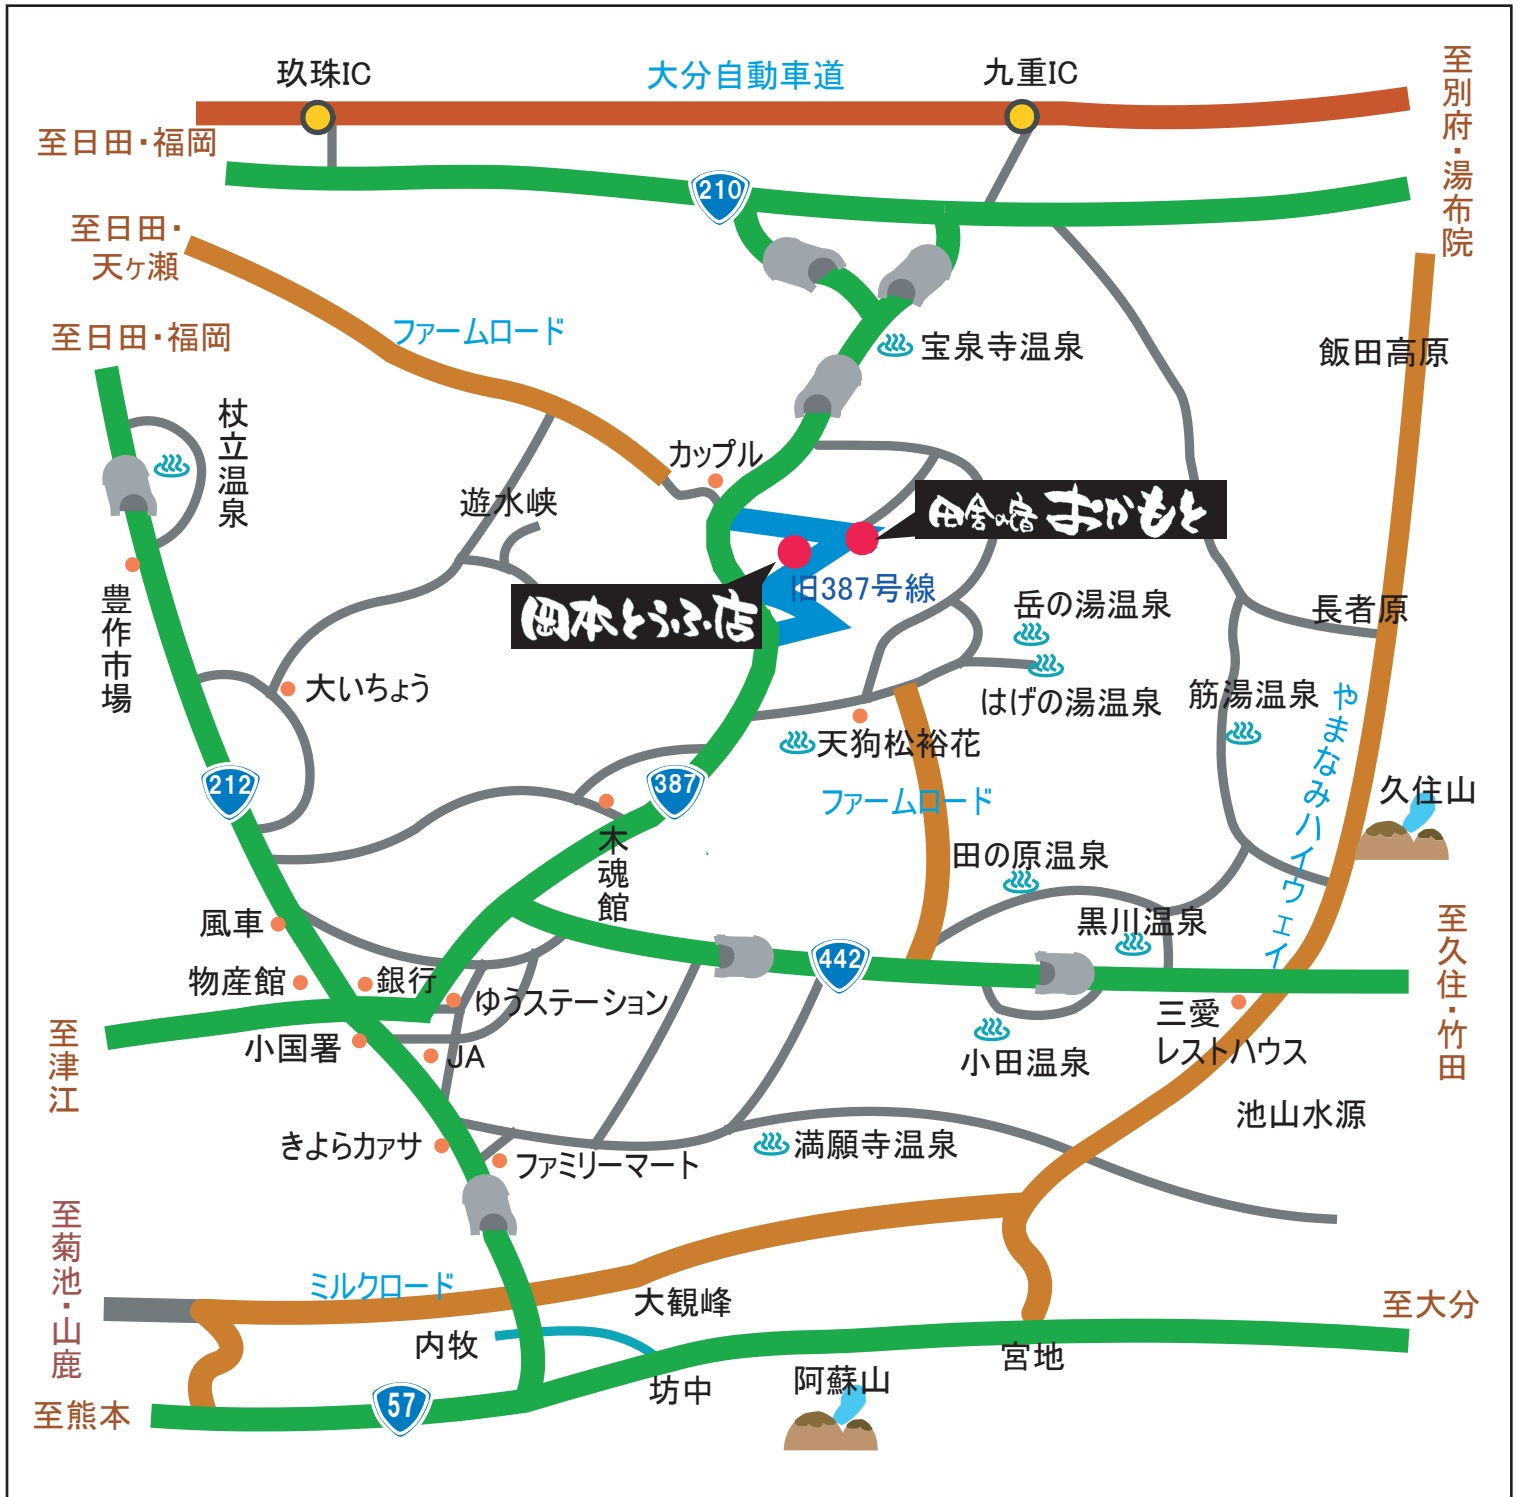 玖珠IC
大分自動車道
九重IC
至別府・湯布院
至日田・福岡
210
至日田・
天ヶ瀬
ファームロード
至日田・福岡
宝泉寺温泉
飯田高原
杖立温泉
カップル
遊水峡
田舎の宿 おかもと
岡本とうふ店
旧387号線
豊作市場
岳の湯温泉
長者原
大いちょう
はげの湯温泉
筋湯温泉
やまなみハイウェイ
天狗松裕花
212
387
ファームロード
久住山
木魂館
田の原温泉
風車
黒川温泉
至久住・竹田
442
物産館
銀行
ゆうステーション
三愛
レストハウス
小国署
JA
小田温泉
至津江
池山水源
きよらカァサ
ファミリーマート
満願寺温泉
至菊池・山鹿
ミルクロード
大観峰
至大分
内牧
宮地
坊中
阿蘇山
57
至熊本